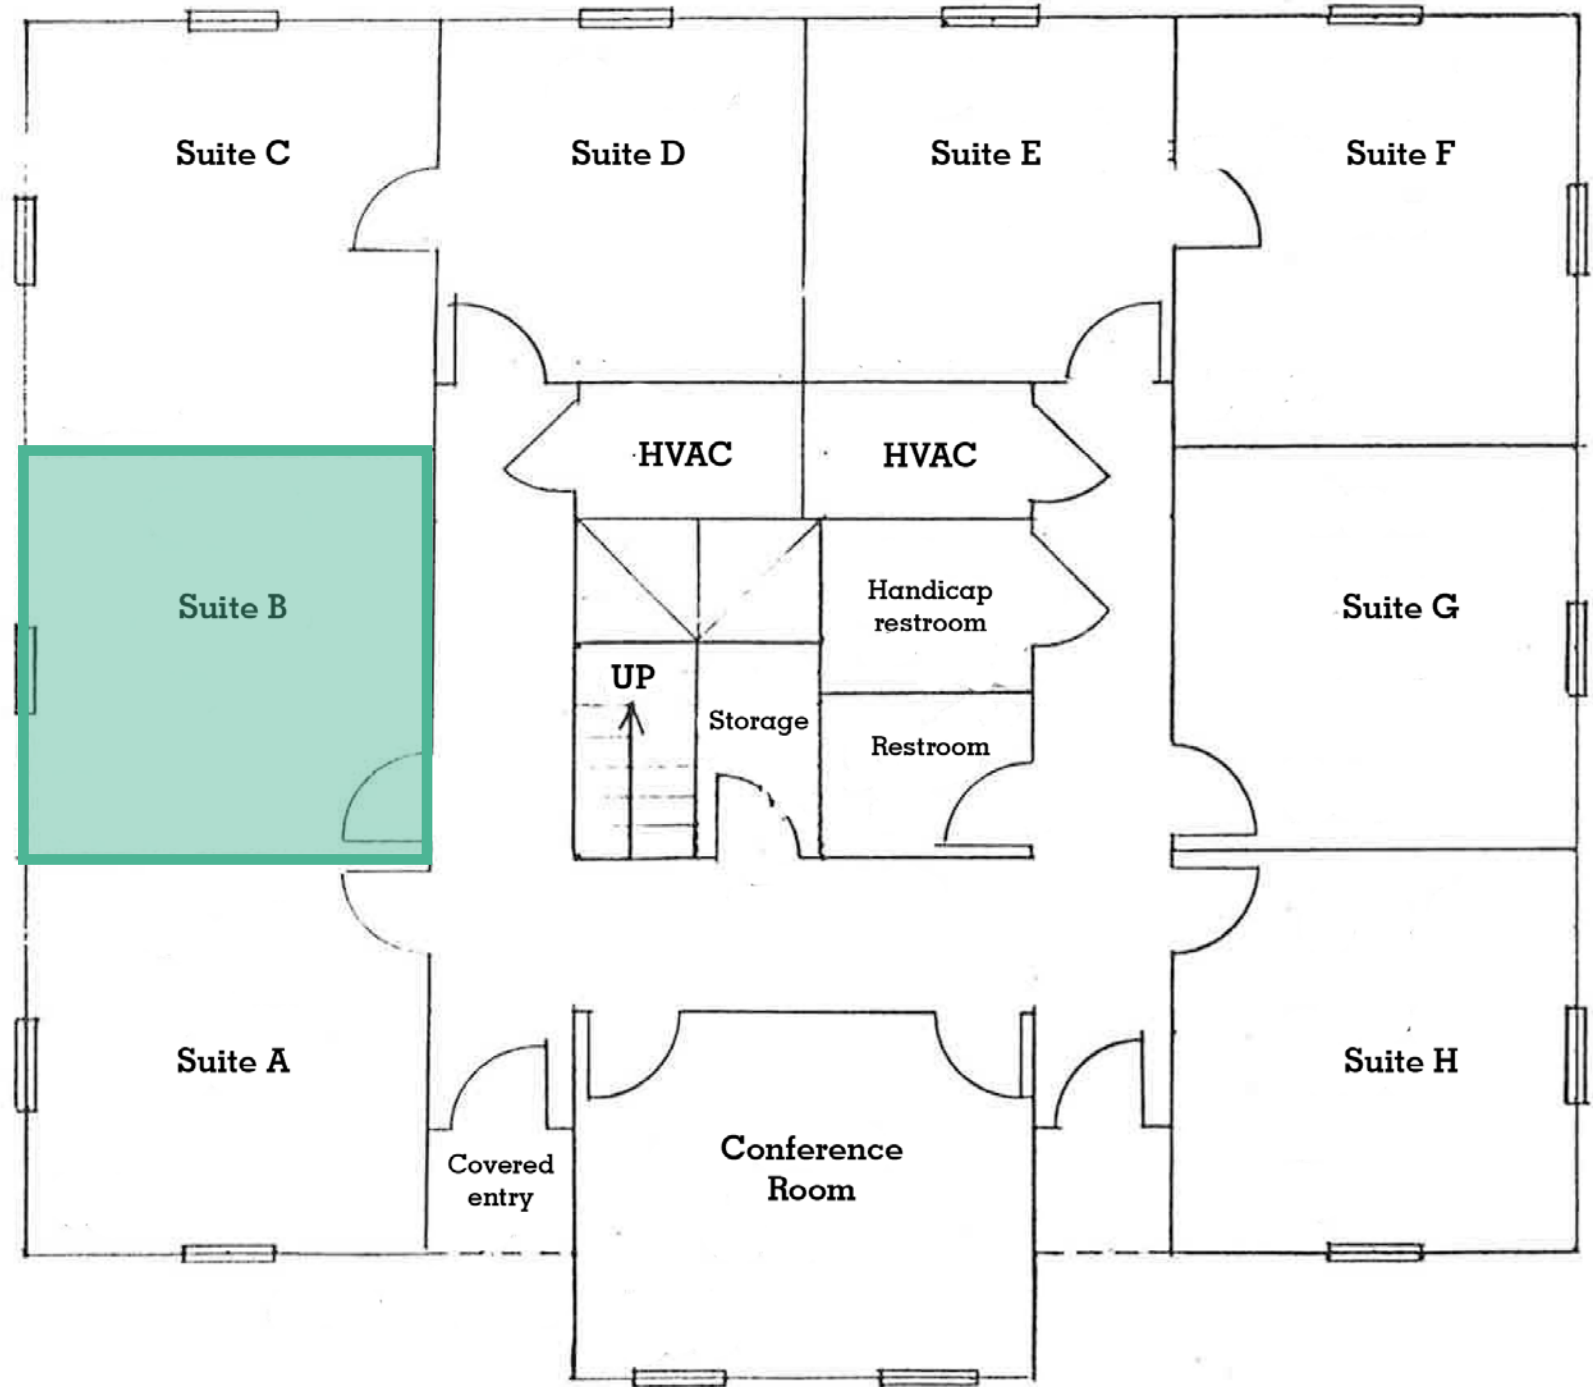 Suite C
Suite D
Suite E
Suite F
HVAC
HVAC
Suite B
Handicap
restroom
Suite G
UP
Storage
Restroom
Suite A
Suite H
Covered
entry
Conference
Room